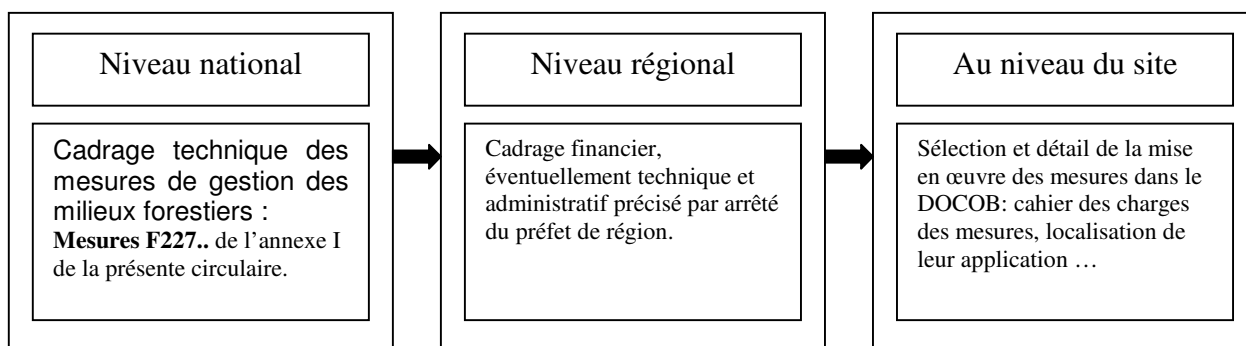 Niveau national
Cadrage technique des
mesures de gestion des
milieux forestiers :
Mesures F227.. de l'annexe I
de la présente circulaire.
Niveau régional
Cadrage financier,
éventuellement technique et
administratif précisé par arrêté
du préfet de région.
Au niveau du site
Sélection et détail de la mise
en œuvre des mesures dans le
DOCOB: cahier des charges
des mesures, localisation de
leur application …